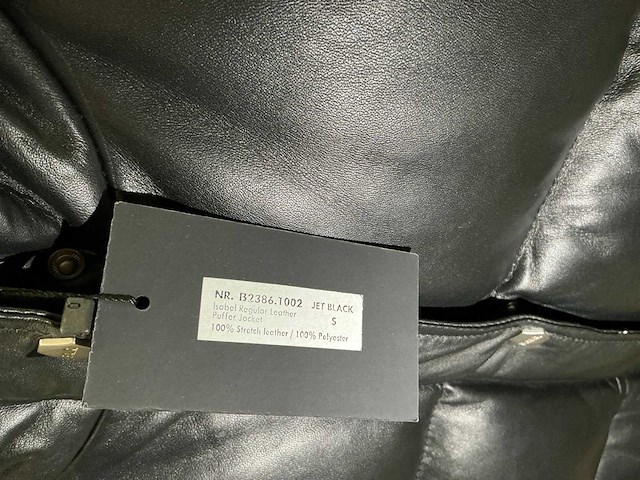 NR. B2386.1002 JET BLACK
Isabel Regular Leather S
Puffer Jacket
100% Stretch leather / 100% Polyester